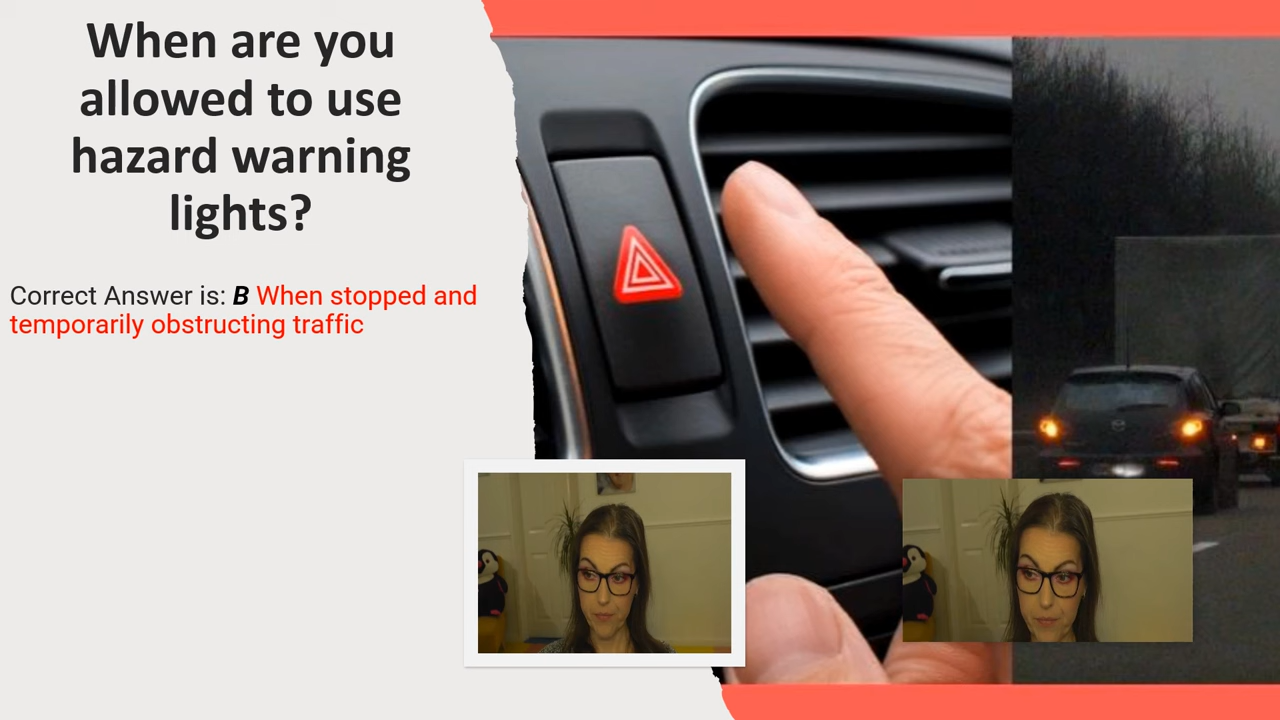 When are you
allowed to use
hazard warning
lights?
Correct Answer is: B When stopped and
temporarily obstructing traffic